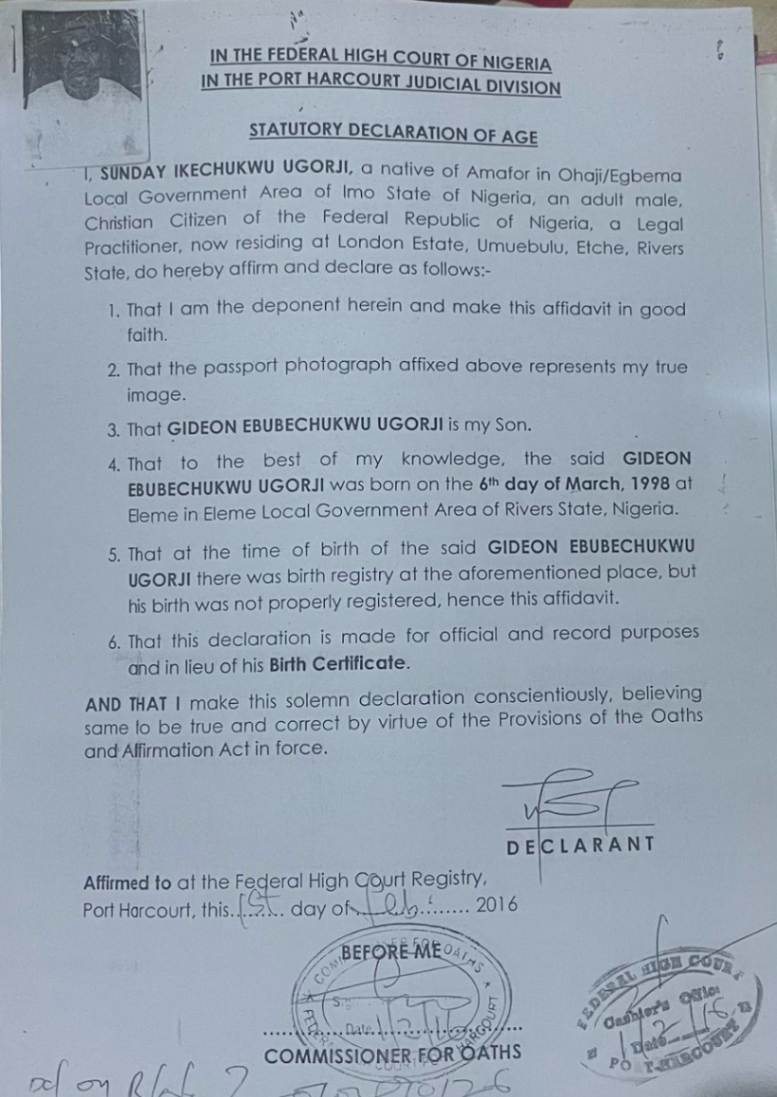 IN THE FEDERAL HIGH COURT OF NIGERIA
IN THE PORT HARCOURT JUDICIAL DIVISION
STATUTORY DECLARATION OF AGE
I, SUNDAY IKECHUKWU UGORJI, a native of Amafor in Ohaji/Egbema
Local Government Area of Imo State of Nigeria, an adult male,
Christian Citizen of the Federal Republic of Nigeria, a Legal
Practitioner, now residing at London Estate, Umuebulu, Etche, Rivers
State, do hereby affirm and declare as follows:-
1. That I am the deponent herein and make this affidavit in good
faith.
2. That the passport photograph affixed above represents my true
image.
3. That GIDEON EBUBECHUKWU UGORJI is my Son.
4. That to the best of my knowledge, the said GIDEON
EBUBECHUKWU UGORJI was born on the 6th day of March, 1998 at
Eleme in Eleme Local Government Area of Rivers State, Nigeria.
5. That at the time of birth of the said GIDEON EBUBECHUKWU
UGORJI there was birth registry at the aforementioned place, but
his birth was not properly registered, hence this affidavit.
6. That this declaration is made for official and record purposes
and in lieu of his Birth Certificate.
AND THAT I make this solemn declaration conscientiously, believing
same to be true and correct by virtue of the Provisions of the Oaths
and Affirmation Act in force.
DECLARANT
Affirmed to at the Federal High Court Registry,
Port Harcourt, this..1st.. day of..Feb....... 2016
BEFORE ME
Date 1/2/16
COMMISSIONER FOR OATHS
FEDERAL HIGH COURT
Cashier's Office
1/2/16
Date
PORT HARCOURT